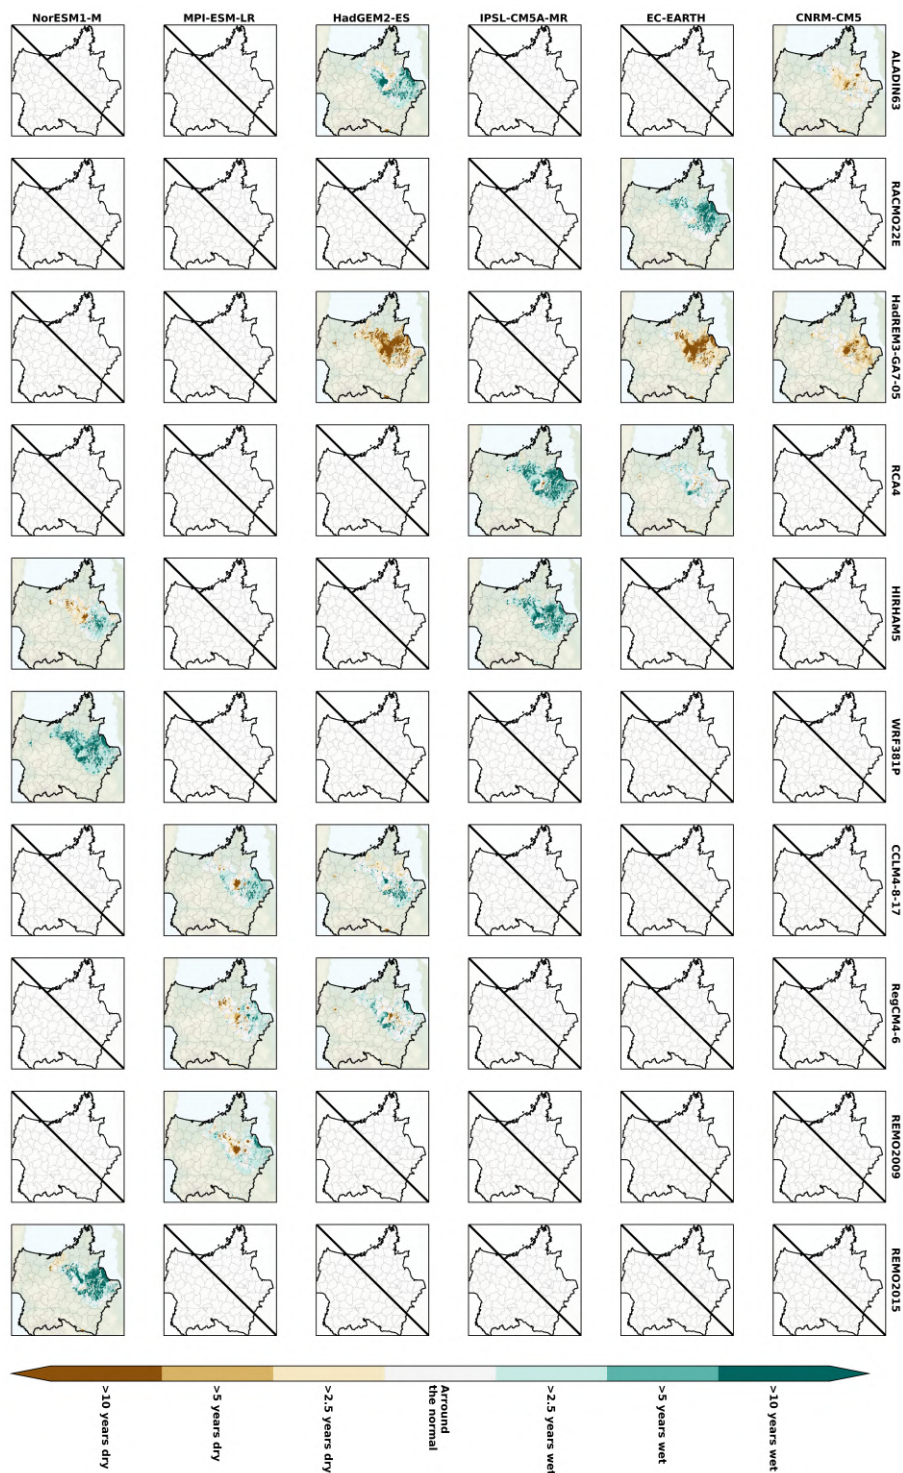 NorESM1-M
MPI-ESM-LR
HadGEM2-ES
IPSL-CM5A-MR
EC-EARTH
CNRM-CM5
ALADIN63
RACMO22E
HadREM3-GA7-05
RCA4
HIRHAM5
WRF381P
CCLM4-8-17
RegCM4-6
REMO2009
REMO2015
>10 years dry
>5 years dry
>2.5 years dry
Arround
the normal
>2.5 years wet
>5 years wet
>10 years wet